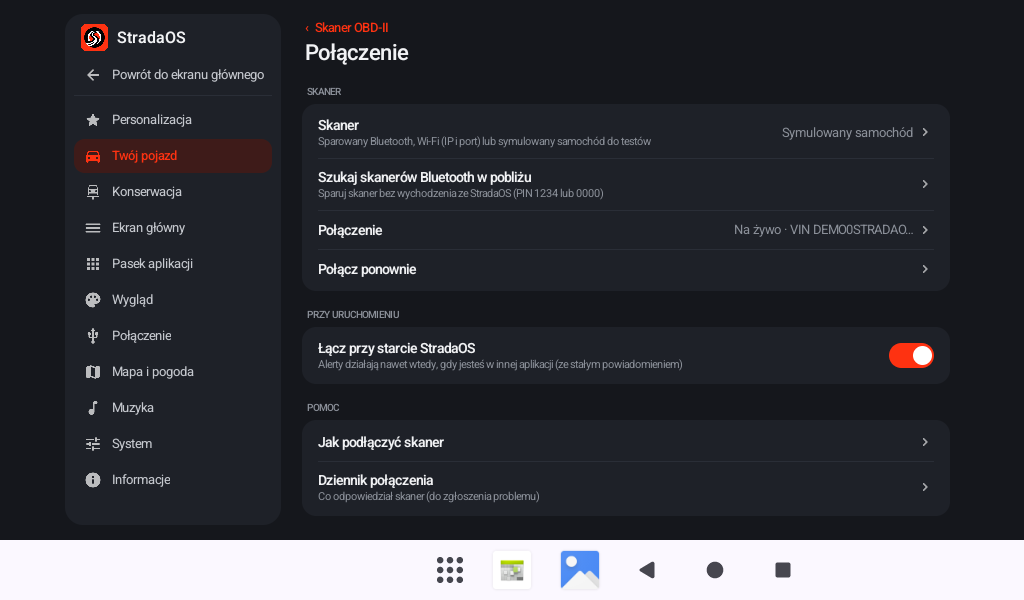 StradaOS
Powrót do ekranu głównego
Personalizacja
Twój pojazd
Konserwacja
Ekran główny
Pasek aplikacji
Wygląd
Połączenie
Mapa i pogoda
Muzyka
System
Informacje
‹ Skaner OBD-II
Połączenie
SKANER
Skaner
Sparowany Bluetooth, Wi-Fi (IP i port) lub symulowany samochód do testów
Symulowany samochód
Szukaj skanerów Bluetooth w pobliżu
Sparuj skaner bez wychodzenia ze StradaOS (PIN 1234 lub 0000)
Połączenie
Na żywo · VIN DEMO0STRADAO...
Połącz ponownie
PRZY URUCHOMIENIU
Łącz przy starcie StradaOS
Alerty działają nawet wtedy, gdy jesteś w innej aplikacji (ze stałym powiadomieniem)
POMOC
Jak podłączyć skaner
Dziennik połączenia
Co odpowiedział skaner (do zgłoszenia problemu)